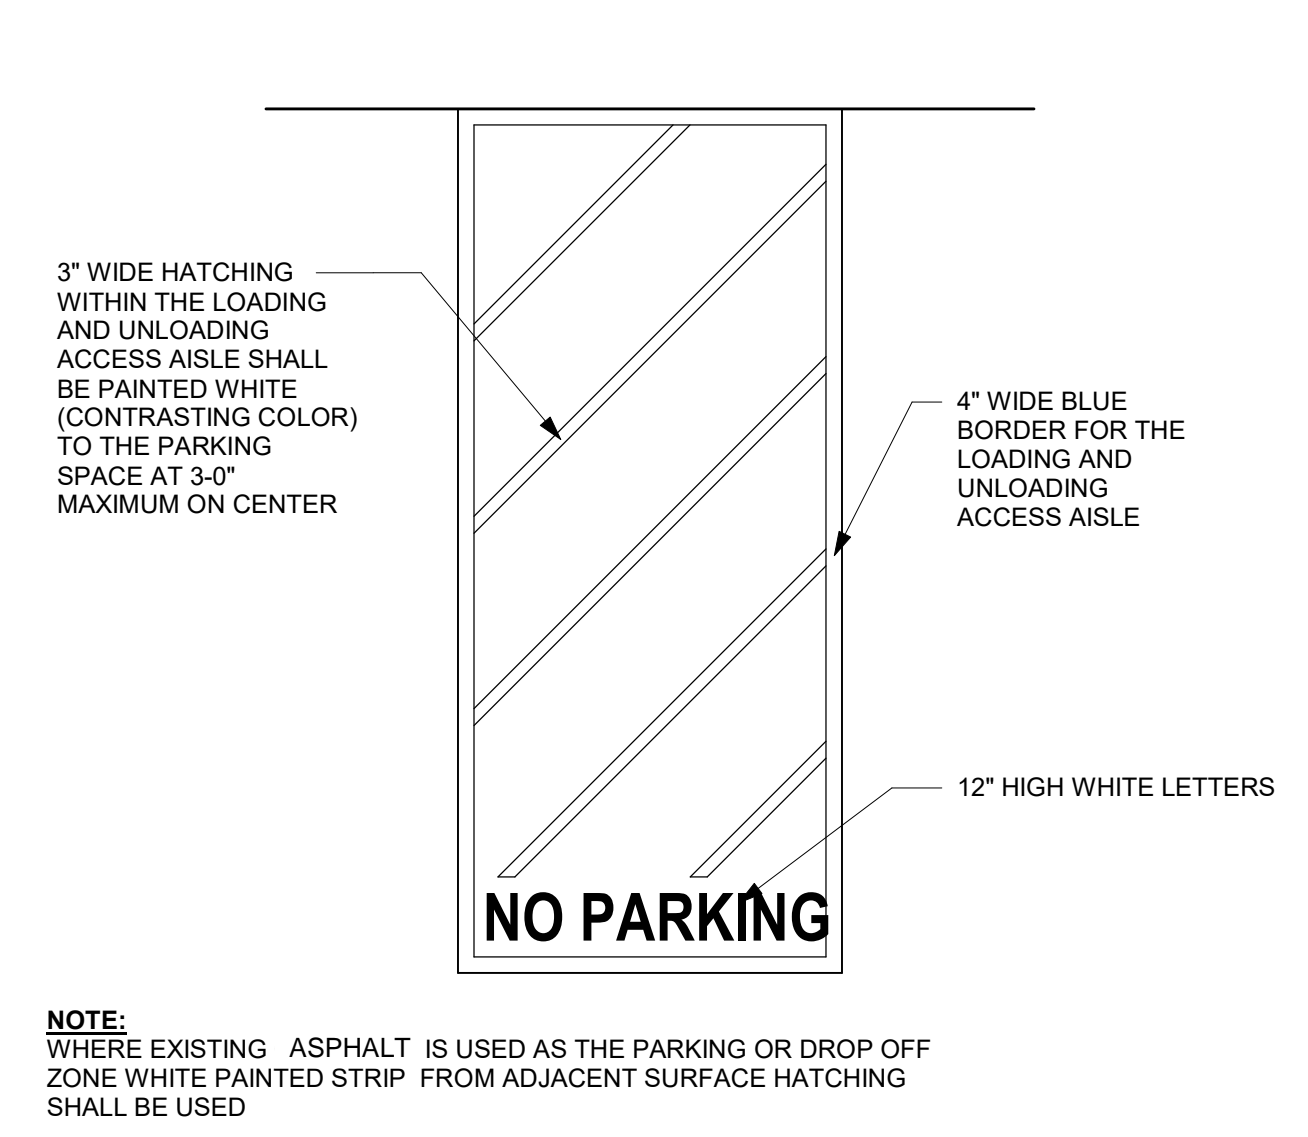 3" WIDE HATCHING
WITHIN THE LOADING
AND UNLOADING
ACCESS AISLE SHALL
BE PAINTED WHITE
(CONTRASTING COLOR)
TO THE PARKING
SPACE AT 3-0"
MAXIMUM ON CENTER
4" WIDE BLUE
BORDER FOR THE
LOADING AND
UNLOADING
ACCESS AISLE
12" HIGH WHITE LETTERS
NO PARKING
NOTE:
WHERE EXISTING ASPHALT IS USED AS THE PARKING OR DROP OFF
ZONE WHITE PAINTED STRIP FROM ADJACENT SURFACE HATCHING
SHALL BE USED